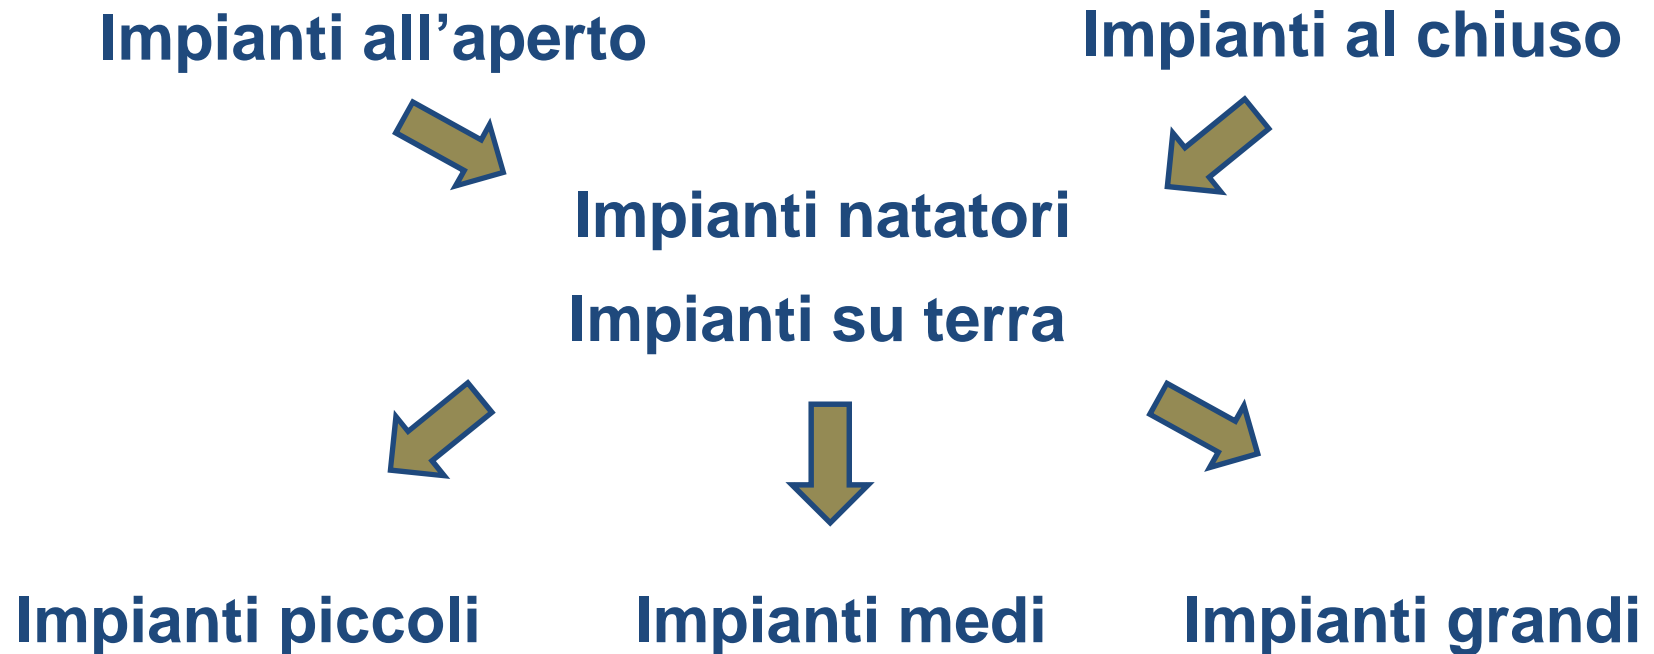 Impianti all’aperto
Impianti al chiuso
Impianti natatori
Impianti su terra
Impianti piccoli
Impianti medi
Impianti grandi